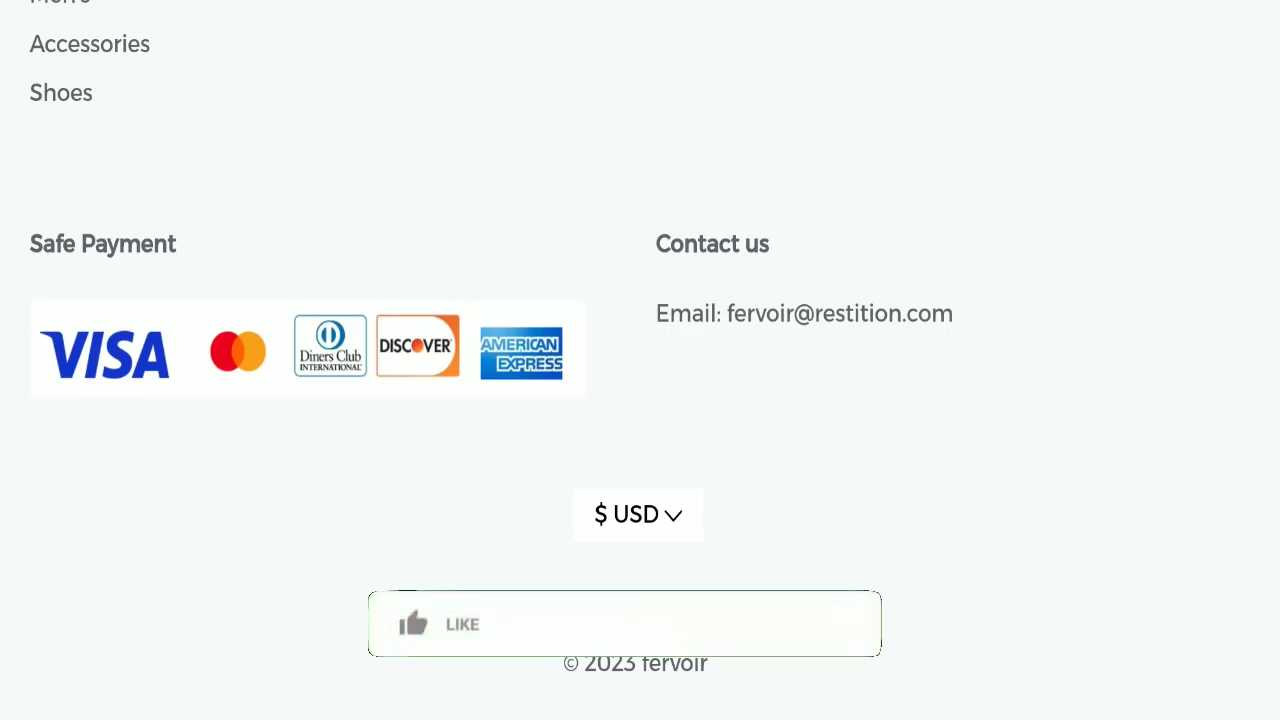 Accessories
Shoes
Safe Payment
Contact us
VISA
Diners Club
INTERNATIONAL
DISCOVER
AMERICAN
EXPRESS
Email: fervoir@restition.com
$ USD
LIKE
© 2023 fervoir